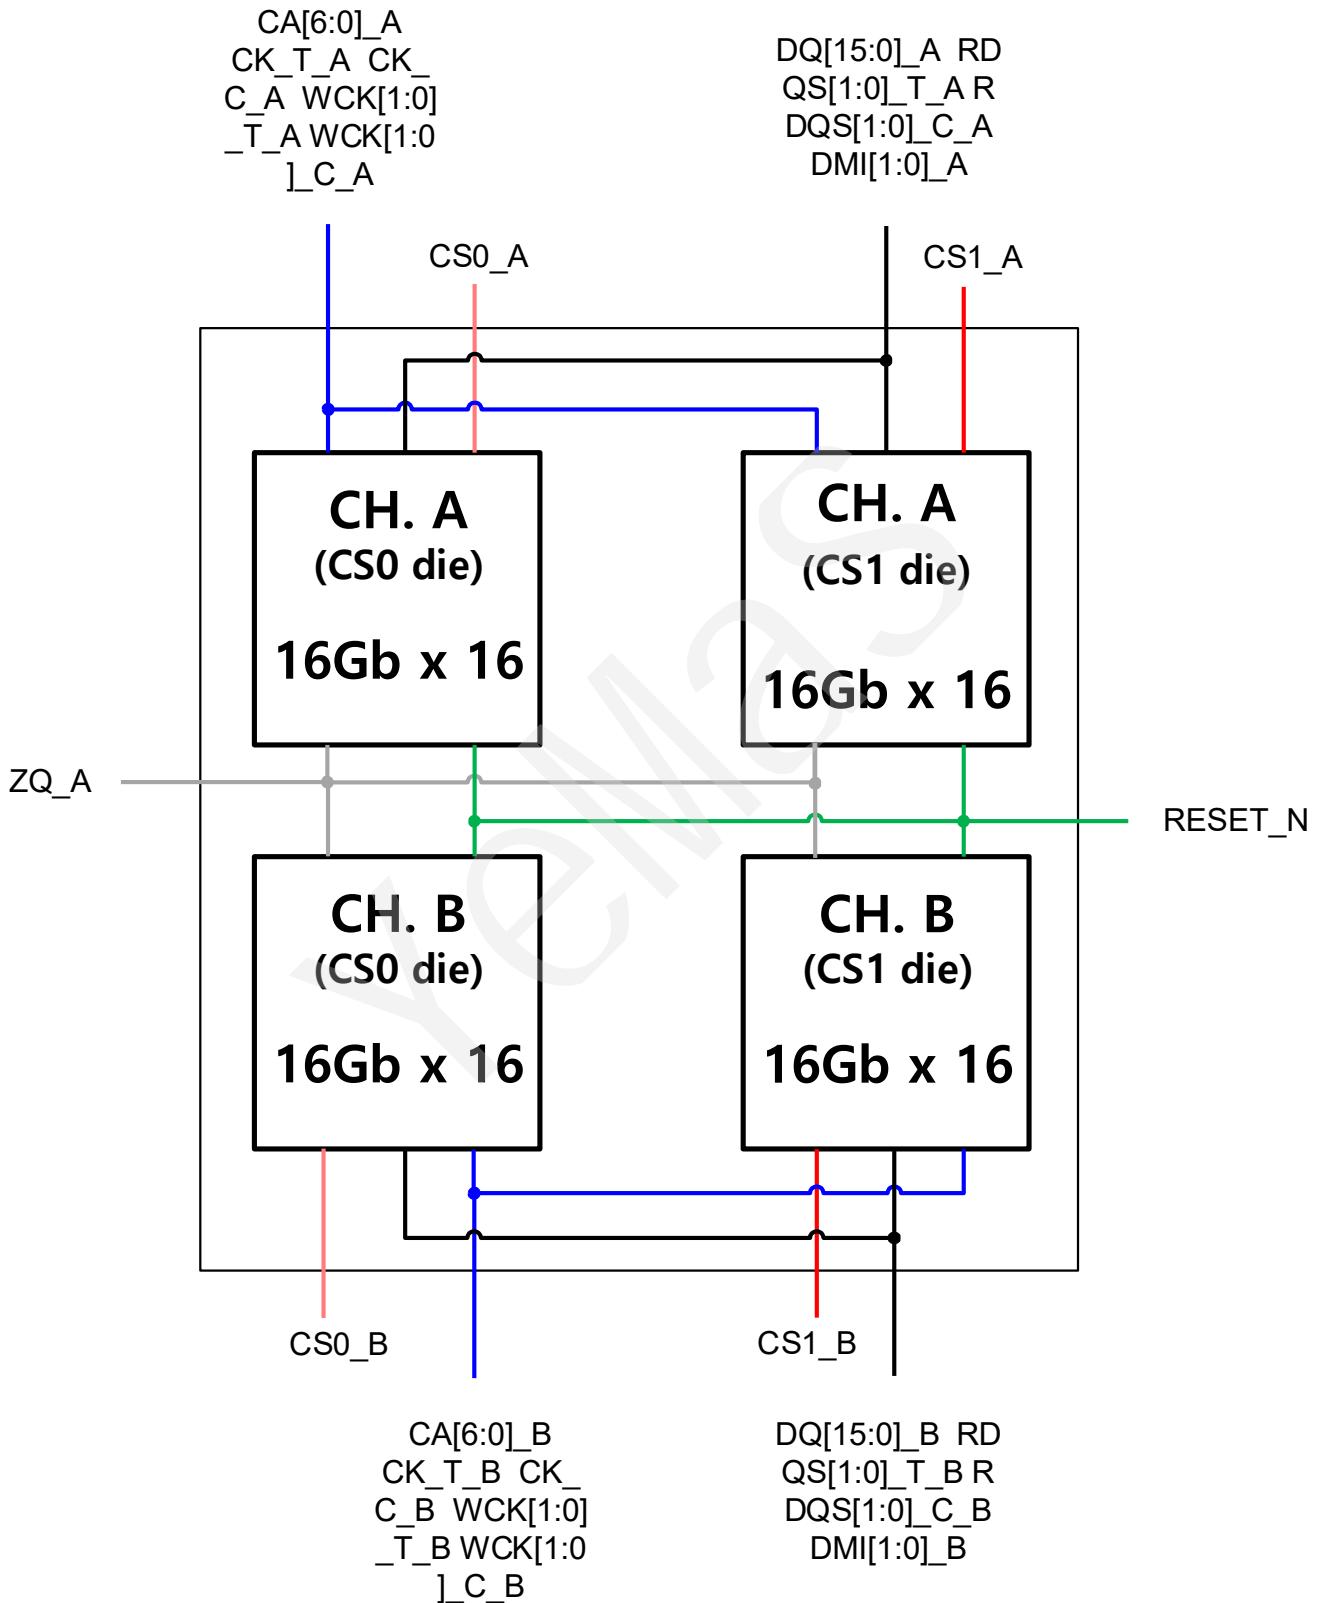 CA[6:0]_A
CK_T_A CK_
C_A WCK[1:0]
_T_A WCK[1:0
]_C_A
DQ[15:0]_A RD
QS[1:0]_T_A R
DQS[1:0]_C_A
DMI[1:0]_A
CS0_A
CS1_A
CH. A
(CS0 die)
16Gb x 16
CH. A
(CS1 die)
16Gb x 16
ZQ_A
RESET_N
YeMas
CH. B
(CS0 die)
16Gb x 16
CH. B
(CS1 die)
16Gb x 16
CS0_B
CS1_B
CA[6:0]_B
CK_T_B CK_
C_B WCK[1:0]
_T_B WCK[1:0
]_C_B
DQ[15:0]_B RD
QS[1:0]_T_B R
DQS[1:0]_C_B
DMI[1:0]_B